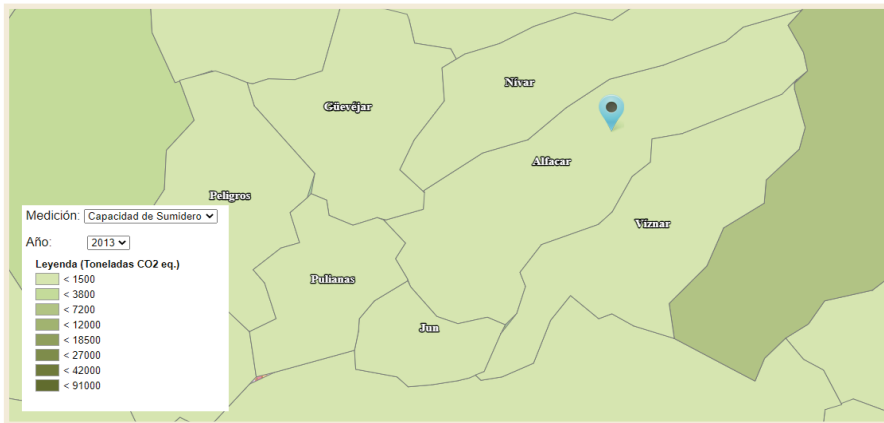 Nívar
Güevéjar
Alfacar
Peligros
Víznar
Pulianas
Jun
Medición: Capacidad de Sumidero
Año: 2013
Leyenda (Toneladas CO2 eq.)
< 1500
< 3800
< 7200
< 12000
< 18500
< 27000
< 42000
< 91000